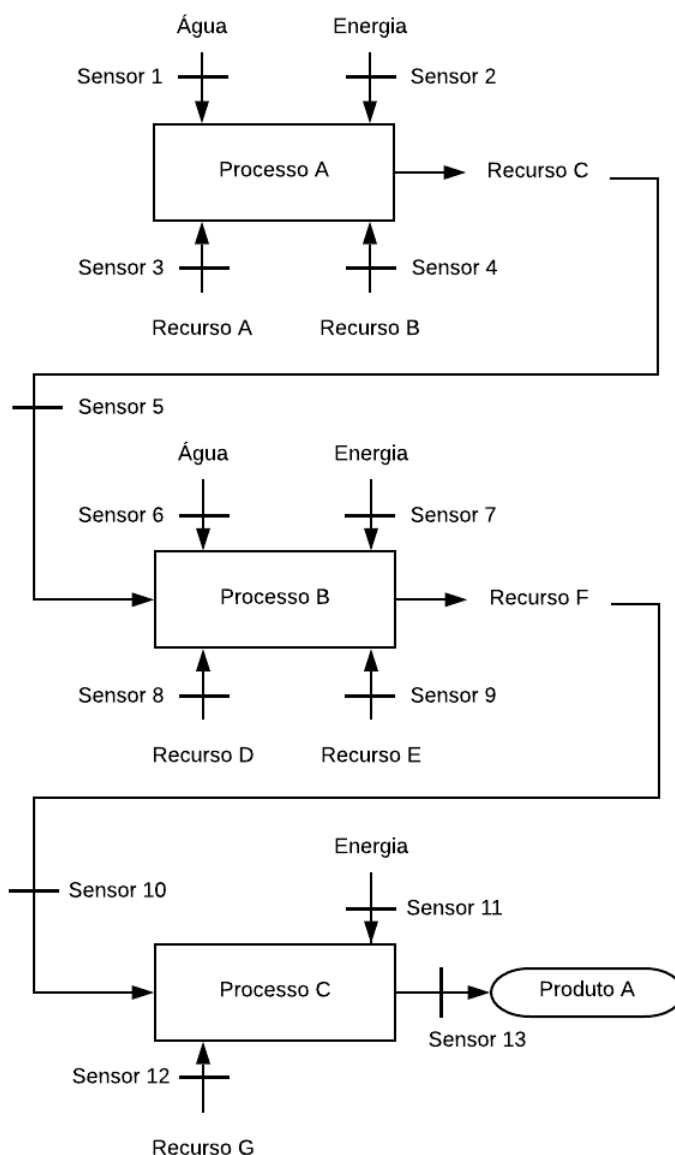 Água Energia
Sensor 1 Sensor 2
Processo A Recurso C
Sensor 3 Sensor 4
Recurso A Recurso B
Sensor 5
Água Energia
Sensor 6 Sensor 7
Processo B Recurso F
Sensor 8 Sensor 9
Recurso D Recurso E
Energia
Sensor 10 Sensor 11
Processo C Produto A
Sensor 13
Sensor 12
Recurso G